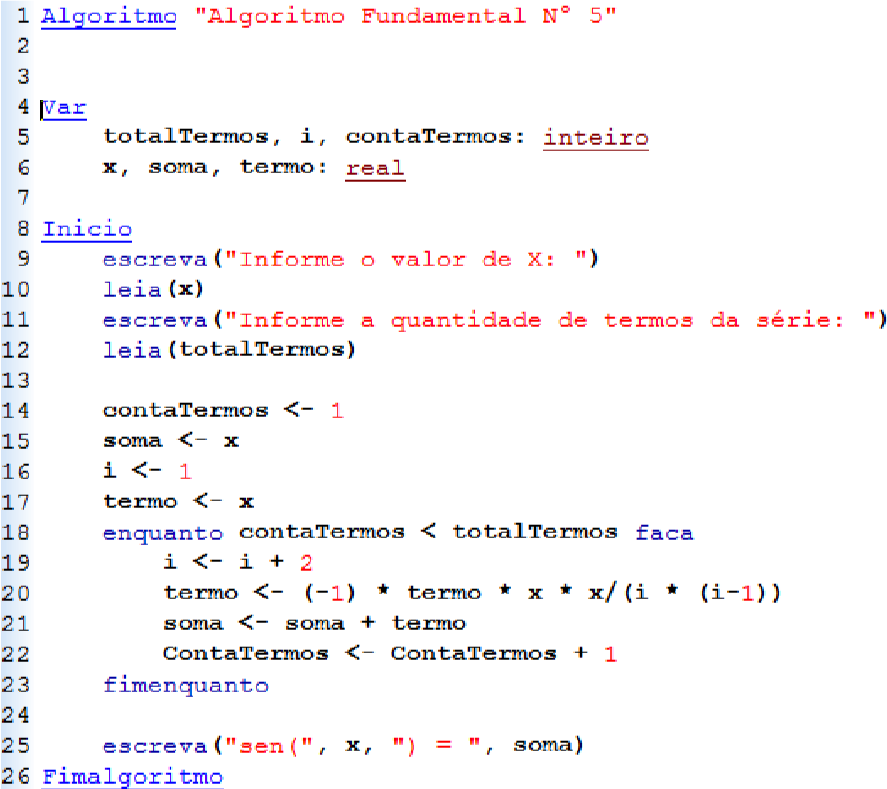 1 Algoritmo "Algoritmo Fundamental N° 5"
2
3
4 Var
5 totalTermos, i, contaTermos: inteiro
6 x, soma, termo: real
7
8 Inicio
9 escreva("Informe o valor de X: ")
10 leia(x)
11 escreva("Informe a quantidade de termos da série: ")
12 leia(totalTermos)
13
14 contaTermos <- 1
15 soma <- x
16 i <- 1
17 termo <- x
18 enquanto contaTermos < totalTermos faca
19 i <- i + 2
20 termo <- (-1) * termo * x * x/(i * (i-1))
21 soma <- soma + termo
22 ContaTermos <- ContaTermos + 1
23 fimenquanto
24
25 escreva("sen(", x, ") = ", soma)
26 Fimalgoritmo